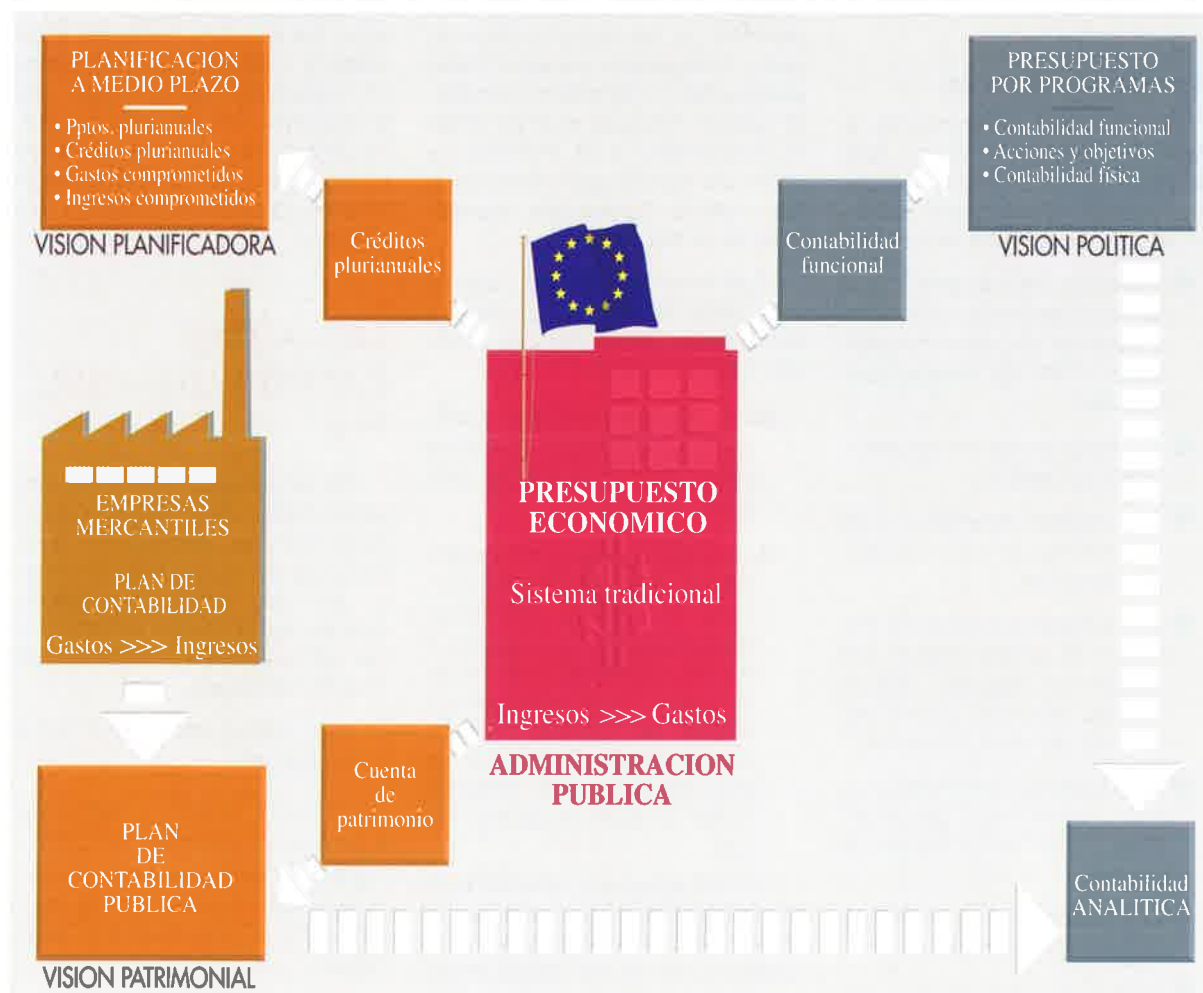 PLANIFICACION
A MEDIO PLAZO
• Pptos. plurianuales
• Créditos plurianuales
• Gastos comprometidos
• Ingresos comprometidos
VISION PLANIFICADORA
Créditos
plurianuales
Contabilidad
funcional
PRESUPUESTO
POR PROGRAMAS
• Contabilidad funcional
• Acciones y objetivos
• Contabilidad física
VISION POLITICA
EMPRESAS
MERCANTILES
PLAN DE
CONTABILIDAD
Gastos >>> Ingresos
PRESUPUESTO
ECONOMICO
Sistema tradicional
Ingresos >>> Gastos
ADMINISTRACION
PUBLICA
Cuenta
de
patrimonio
PLAN
DE
CONTABILIDAD
PUBLICA
VISION PATRIMONIAL
Contabilidad
ANALITICA